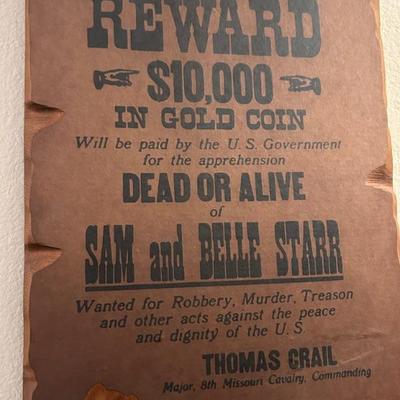 REWARD
$10,000
IN GOLD COIN
Will be paid by the U.S. Government
for the apprehension
DEAD OR ALIVE
of
SAM and BELLE STARR
Wanted for Robbery, Murder, Treason
and other acts against the peace
and dignity of the U.S.
THOMAS CRAIL
Major, 8th Missouri Cavalry, Commanding